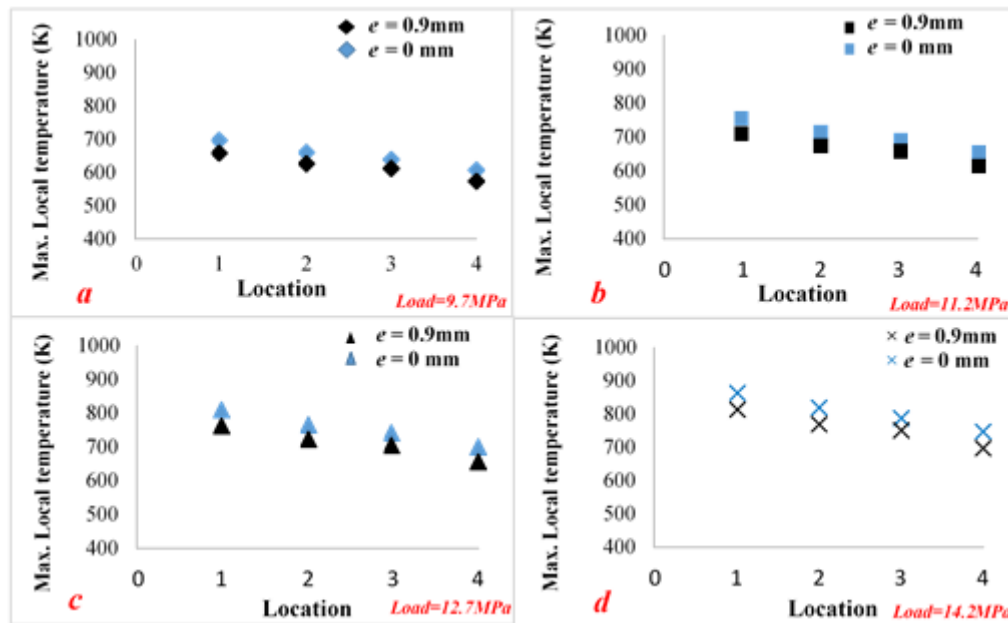 e = 0.9mm
e = 0 mm
Max. Local temperature (K)
1000
900
800
700
600
500
400
0 1 2 3 4
Location
a
Load=9.7MPa
e = 0.9mm
e = 0 mm
Max. Local temperature (K)
1000
900
800
700
600
500
400
0 1 2 3 4
Location
b
Load=11.2MPa
e = 0.9mm
e = 0 mm
Max. Local temperature (K)
1000
900
800
700
600
500
400
0 1 2 3 4
Location
c
Load=12.7MPa
e = 0.9mm
e = 0 mm
Max. Local temperature (K)
1000
900
800
700
600
500
400
0 1 2 3 4
Location
d
Load=14.2MPa